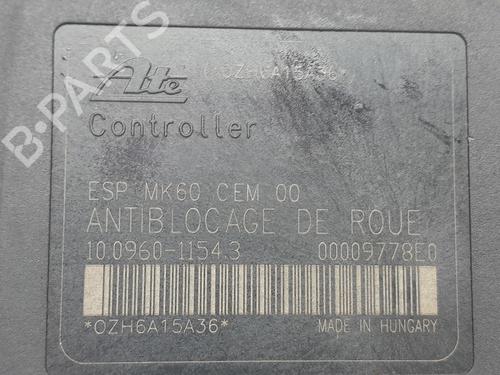 B-PARTS
Ate *OZH6A15A36*
Controller
ESP MK60 CEM 00
ANTIBLOCAGE DE ROUE
10.0960-1154.3 00009778E0
*OZH6A15A36* MADE IN HUNGARY